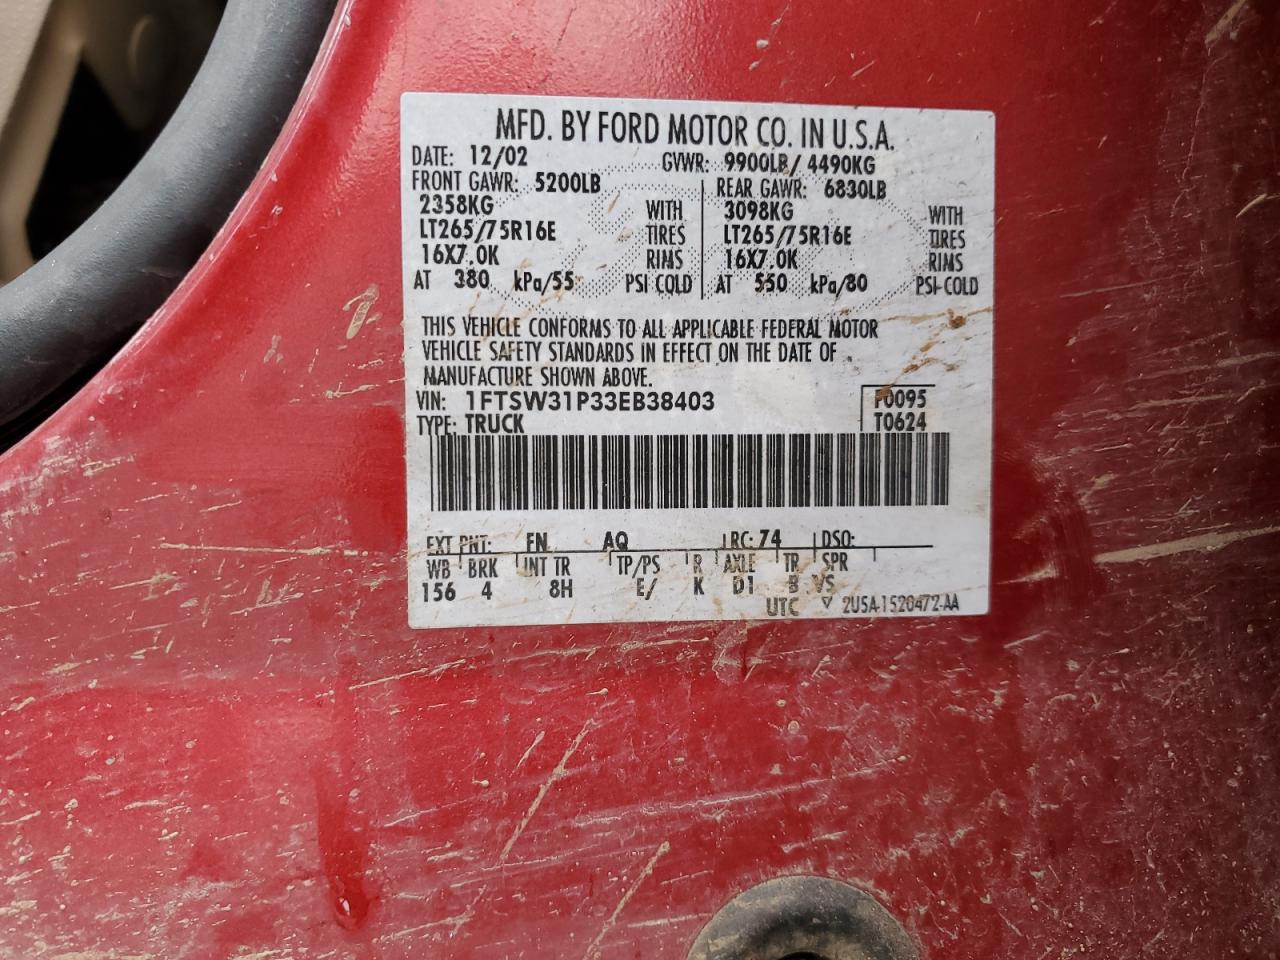 MFD. BY FORD MOTOR CO. IN U.S.A.
DATE: 12/02 GVWR: 9900LB/ 4490KG
FRONT GAWR: 5200LB REAR GAWR: 6830LB
2358KG WITH 3098KG WITH
LT265/75R16E TIRES LT265/75R16E TIRES
16X7.0K RIMS 16X7.0K RIMS
AT 380 kPa/55 PSI COLD AT 550 kPa/80 PSI COLD
THIS VEHICLE CONFORMS TO ALL APPLICABLE FEDERAL MOTOR
VEHICLE SAFETY STANDARDS IN EFFECT ON THE DATE OF
MANUFACTURE SHOWN ABOVE.
VIN: 1FTSW31P33EB38403 F0095
TYPE: TRUCK T0624
EXT PNT: FN AQ RC: 74 DSO:
WB BRK INT TR TP/PS R AXLE TR SPR
156 4 8H E/ K D1 B VS
UTC ▽ 2U5A-1520472-AA